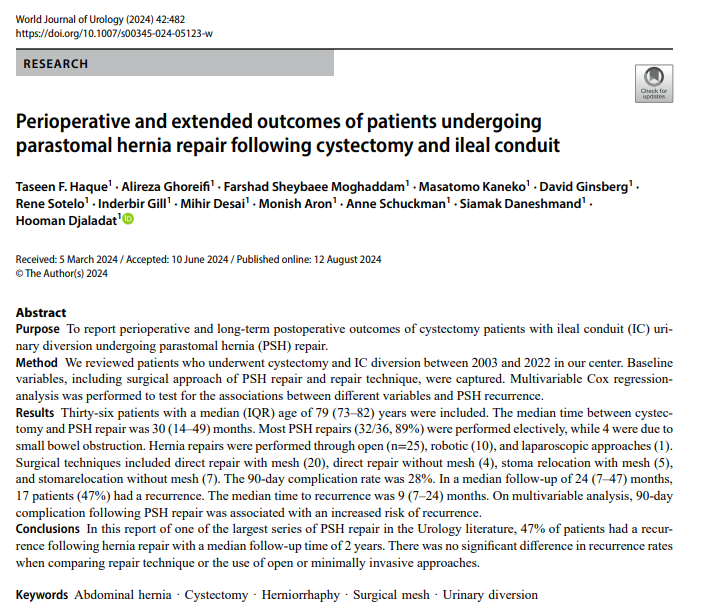 World Journal of Urology (2024) 42:482
https://doi.org/10.1007/s00345-024-05123-w
RESEARCH
Check for
updates
Perioperative and extended outcomes of patients undergoing
parastomal hernia repair following cystectomy and ileal conduit
Taseen F. Haque¹ · Alireza Ghoreifi¹ · Farshad Sheybaee Moghaddam¹ · Masatomo Kaneko¹ · David Ginsberg¹ ·
Rene Sotelo¹ · Inderbir Gill¹ · Mihir Desai¹ · Monish Aron¹ · Anne Schuckman¹ · Siamak Daneshmand¹ ·
Hooman Djaladat¹
Received: 5 March 2024 / Accepted: 10 June 2024 / Published online: 12 August 2024
© The Author(s) 2024
Abstract
Purpose To report perioperative and long-term postoperative outcomes of cystectomy patients with ileal conduit (IC) uri-
nary diversion undergoing parastomal hernia (PSH) repair.
Method We reviewed patients who underwent cystectomy and IC diversion between 2003 and 2022 in our center. Baseline
variables, including surgical approach of PSH repair and repair technique, were captured. Multivariable Cox regression-
analysis was performed to test for the associations between different variables and PSH recurrence.
Results Thirty-six patients with a median (IQR) age of 79 (73–82) years were included. The median time between cystec-
tomy and PSH repair was 30 (14–49) months. Most PSH repairs (32/36, 89%) were performed electively, while 4 were due to
small bowel obstruction. Hernia repairs were performed through open (n=25), robotic (10), and laparoscopic approaches (1).
Surgical techniques included direct repair with mesh (20), direct repair without mesh (4), stoma relocation with mesh (5),
and stomarelocation without mesh (7). The 90-day complication rate was 28%. In a median follow-up of 24 (7–47) months,
17 patients (47%) had a recurrence. The median time to recurrence was 9 (7–24) months. On multivariable analysis, 90-day
complication following PSH repair was associated with an increased risk of recurrence.
Conclusions In this report of one of the largest series of PSH repair in the Urology literature, 47% of patients had a recur-
rence following hernia repair with a median follow-up time of 2 years. There was no significant difference in recurrence rates
when comparing repair technique or the use of open or minimally invasive approaches.
Keywords Abdominal hernia · Cystectomy · Herniorrhaphy · Surgical mesh · Urinary diversion